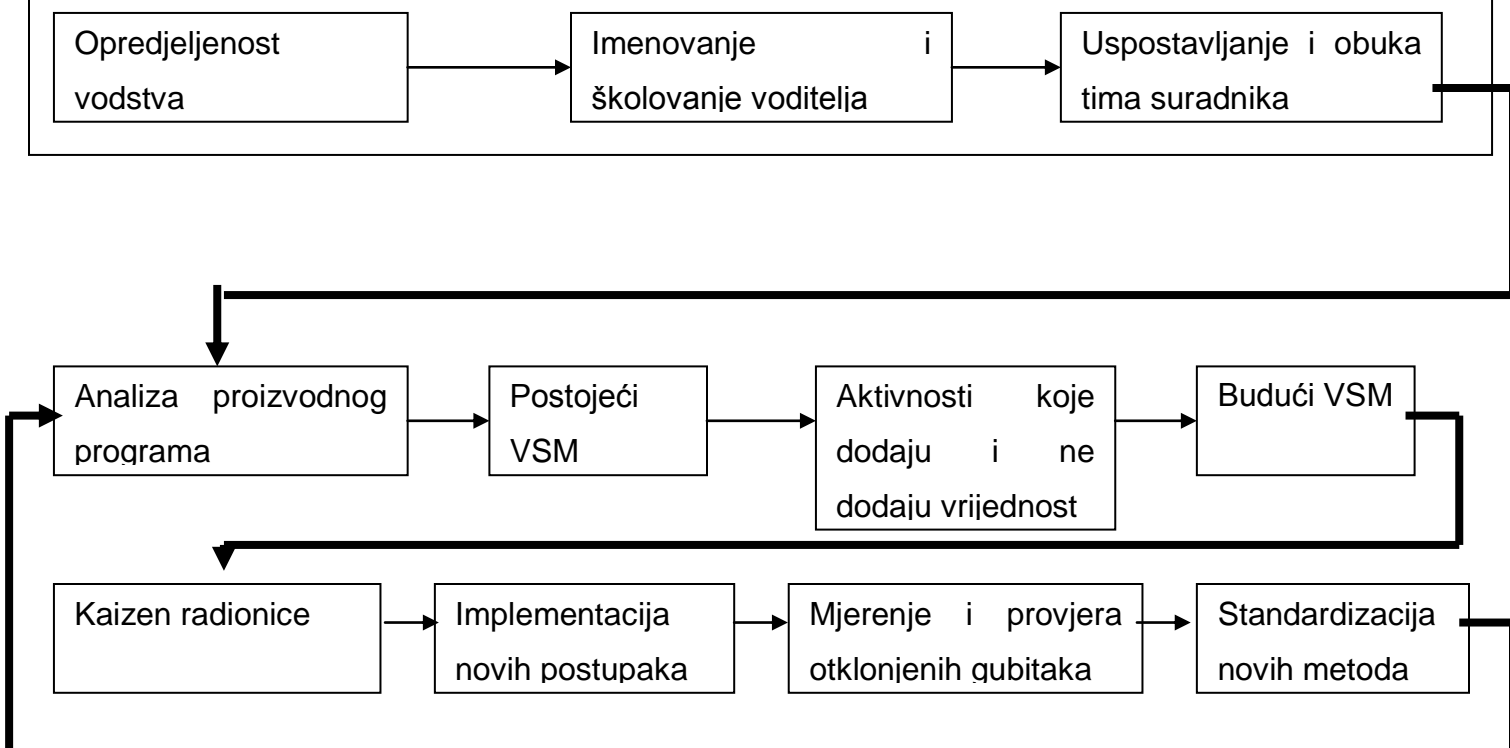 Opredjeljenost
vodstva
Imenovanje i
školovanje voditelja
Uspostavljanje i obuka
tima suradnika
Analiza proizvodnog
programa
Postojeći
VSM
Aktivnosti koje
dodaju i ne
dodaju vrijednost
Budući VSM
Kaizen radionice
Implementacija
novih postupaka
Mjerenje i provjera
otklonjenih gubitaka
Standardizacija
novih metoda